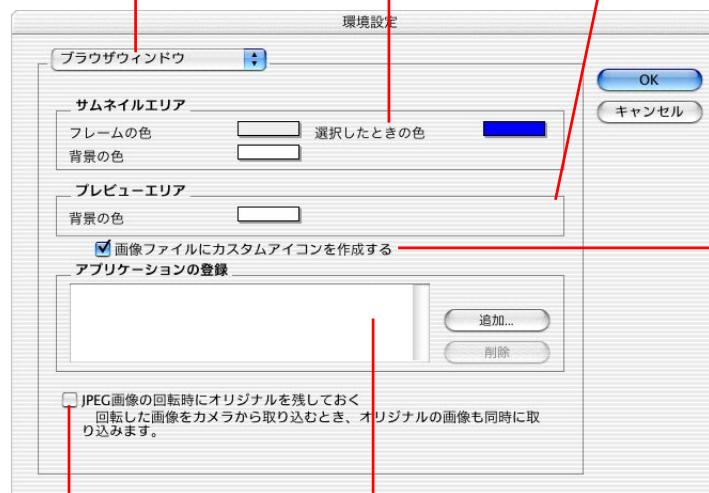 環境設定
ブラウザウィンドウ
OK
キャンセル
サムネイルエリア
フレームの色
選択したときの色
背景の色
プレビューエリア
背景の色
画像ファイルにカスタムアイコンを作成する
アプリケーションの登録
追加...
削除
JPEG画像の回転時にオリジナルを残しておく
回転した画像をカメラから取り込むとき、オリジナルの画像も同時に取
り込みます。